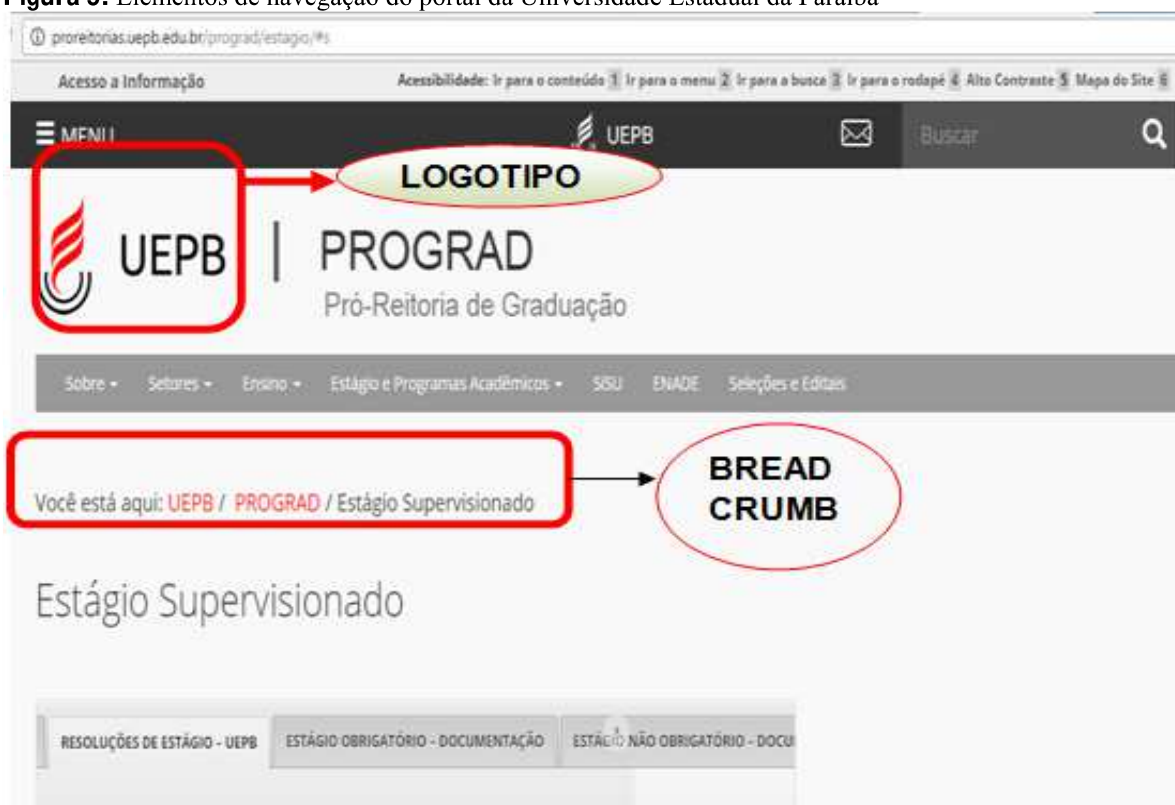 Elementos de navegação do portal da Universidade Estadual da Paraíba
proreitorias.uepb.edu.br/prograd/estagio/#s
Acesso a Informação
Acessibilidade: Ir para o conteúdo 1 Ir para o menu 2 Ir para a busca 3 Ir para o rodapé 4 Alto Contraste 5 Mapa do Site 6
MENU
UEPB
Buscar
LOGOTIPO
UEPB | PROGRAD
Pró-Reitoria de Graduação
Sobre Setores Ensino Estágio e Programas Acadêmicos SISU ENADE Seleções e Editais
BREAD
CRUMB
Você está aqui: UEPB / PROGRAD / Estágio Supervisionado
Estágio Supervisionado
RESOLUÇÕES DE ESTÁGIO - UEPB ESTÁGIO OBRIGATÓRIO - DOCUMENTAÇÃO ESTÁGIO NÃO OBRIGATÓRIO - DOCU